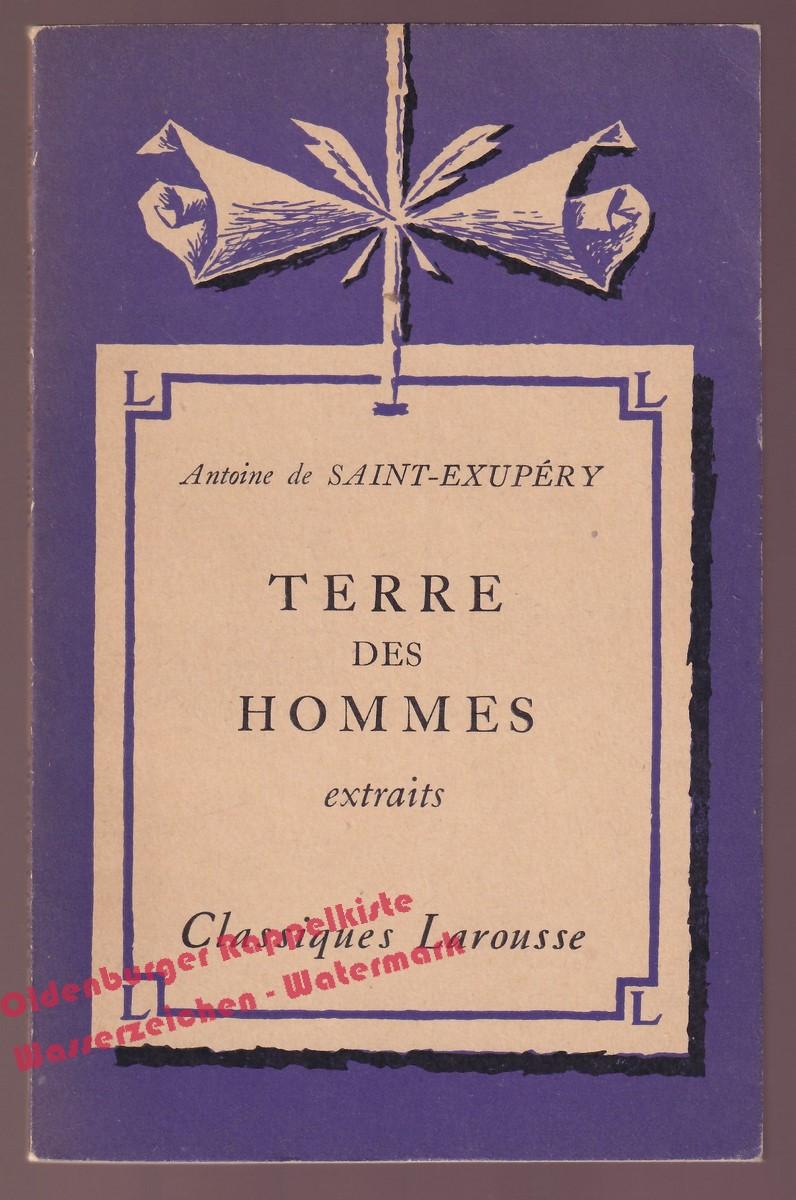 L L
Antoine de SAINT-EXUPÉRY
TERRE
DES
HOMMES
extraits
Classiques Larousse
L L
Oldenburger Rappelkiste
Wasserzeichen - Watermark